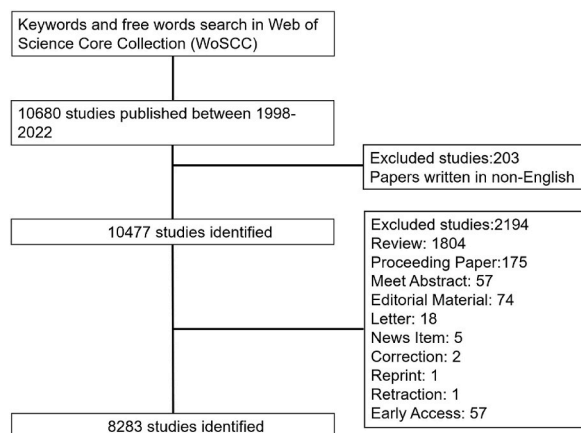 Keywords and free words search in Web of
Science Core Collection (WoSCC)
10680 studies published between 1998-
2022
Excluded studies:203
Papers written in non-English
10477 studies identified
Excluded studies:2194
Review: 1804
Proceeding Paper:175
Meet Abstract: 57
Editorial Material: 74
Letter: 18
News Item: 5
Correction: 2
Reprint: 1
Retraction: 1
Early Access: 57
8283 studies identified